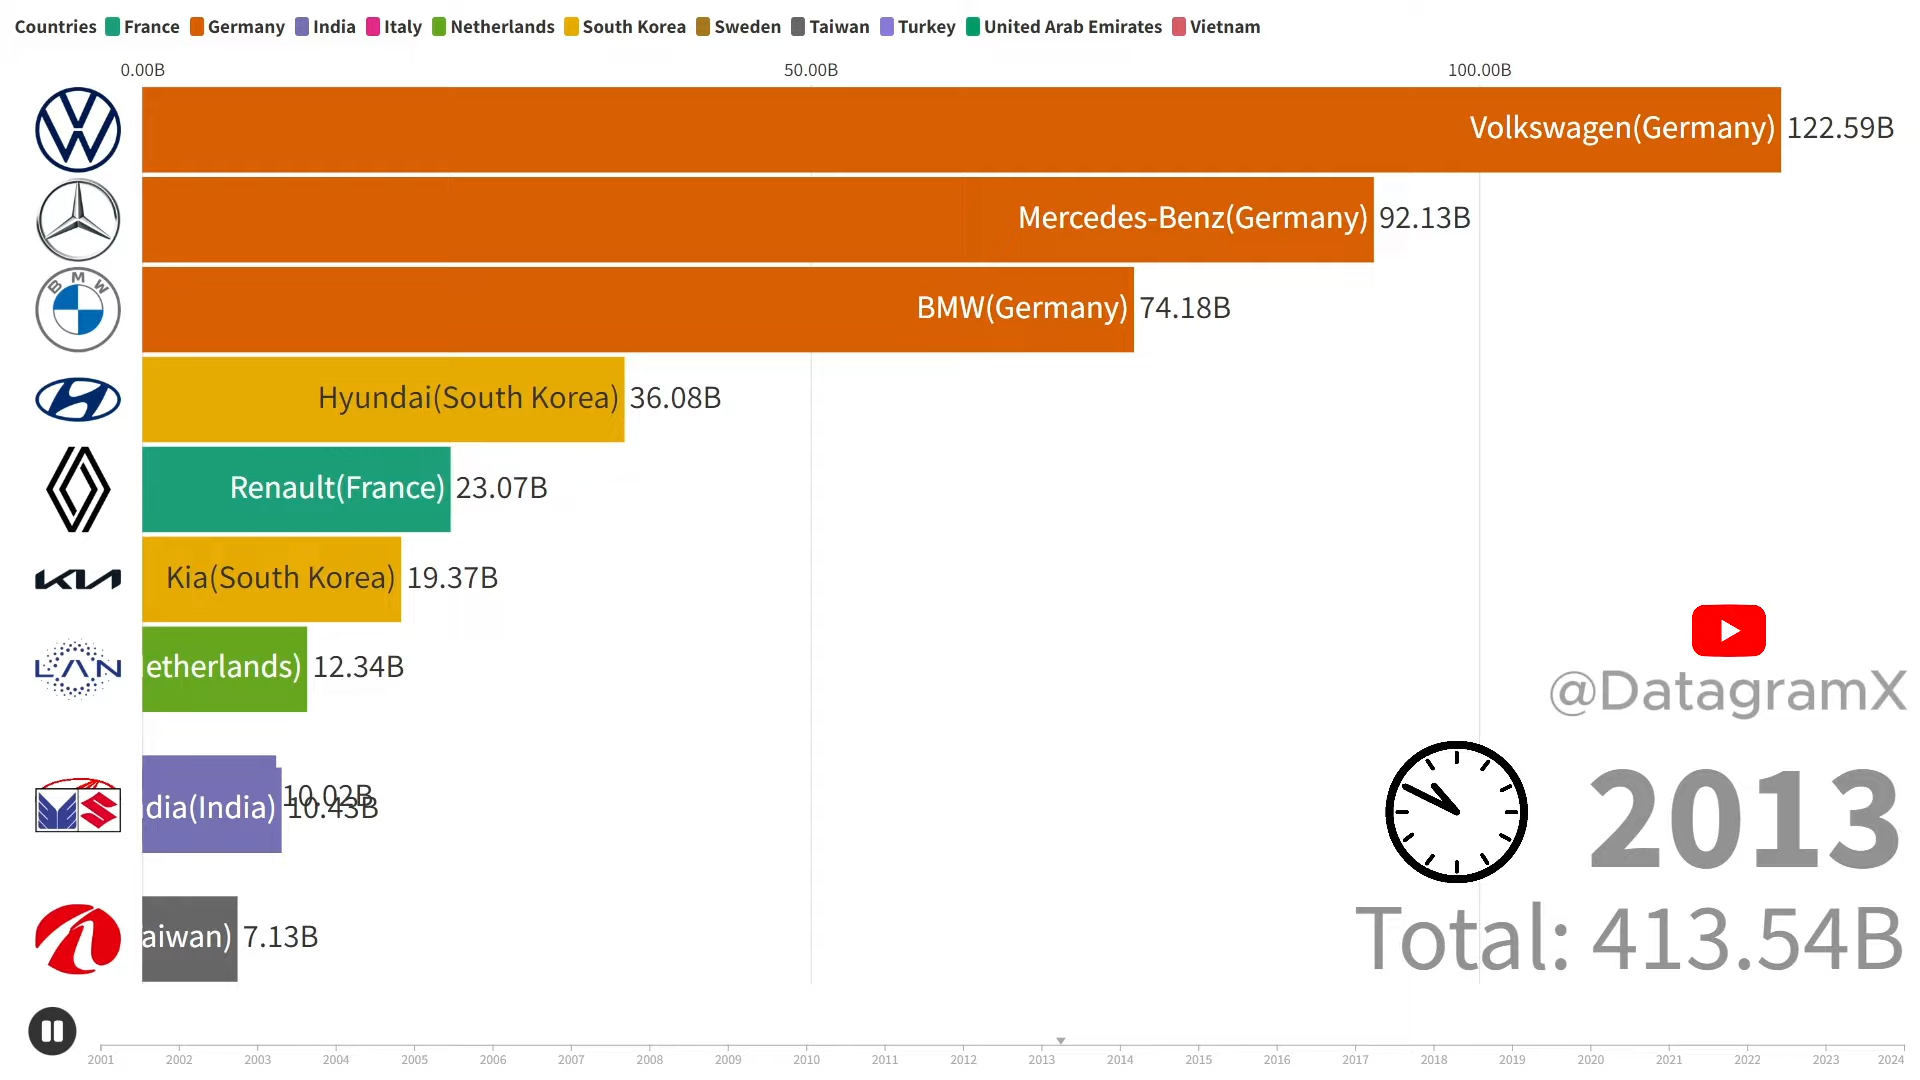 Countries France Germany India Italy Netherlands South Korea Sweden Taiwan Turkey United Arab Emirates Vietnam
0.00B 50.00B 100.00B
Volkswagen(Germany) 122.59B
Mercedes-Benz(Germany) 92.13B
BMW
BMW(Germany) 74.18B
Hyundai(South Korea) 36.08B
Renault(France) 23.07B
KIA
Kia(South Korea) 19.37B
LAN
etherlands) 12.34B
10.02B
dia(India) 10.43B
aiwan) 7.13B
@DatagramX
2013
Total: 413.54B
2001 2002 2003 2004 2005 2006 2007 2008 2009 2010 2011 2012 2013 2014 2015 2016 2017 2018 2019 2020 2021 2022 2023 2024